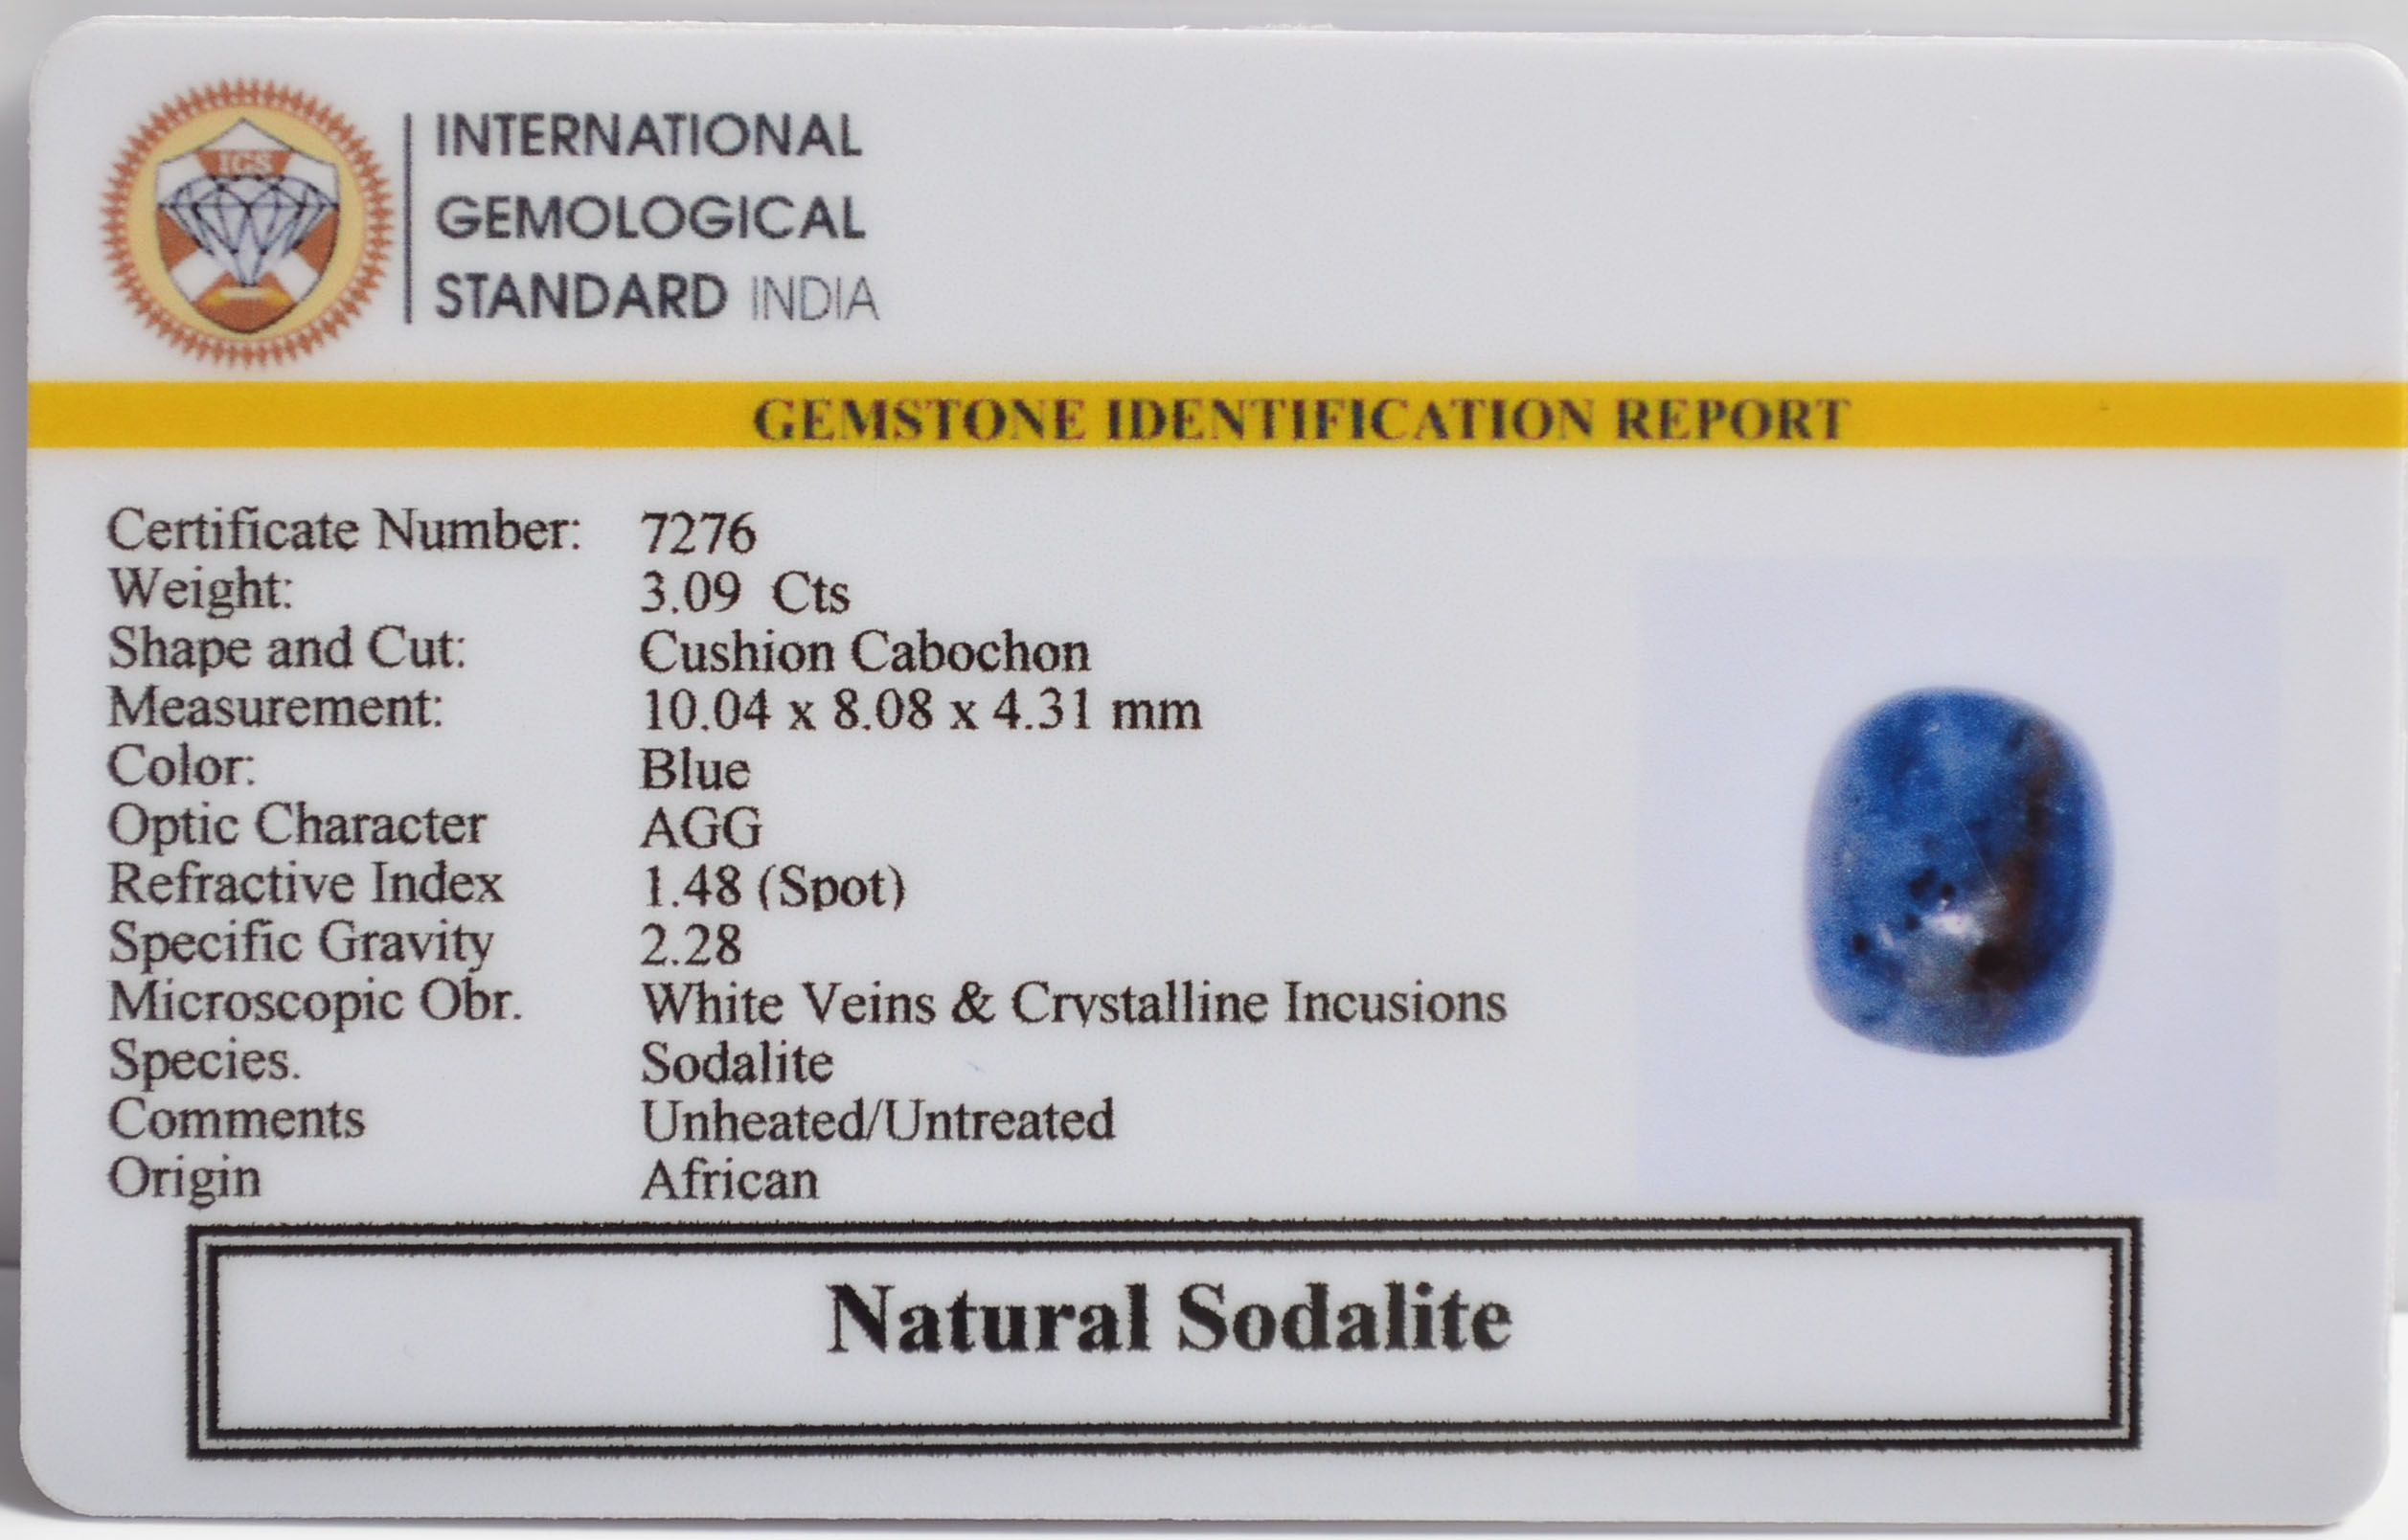 IGS
INTERNATIONAL
GEMOLOGICAL
STANDARD INDIA
GEMSTONE IDENTIFICATION REPORT
Certificate Number: 7276
Weight: 3.09 Cts
Shape and Cut: Cushion Cabochon
Measurement: 10.04 x 8.08 x 4.31 mm
Color: Blue
Optic Character AGG
Refractive Index 1.48 (Spot)
Specific Gravity 2.28
Microscopic Obr. White Veins & Crystalline Incusions
Species. Sodalite
Comments Unheated/Untreated
Origin African
Natural Sodalite